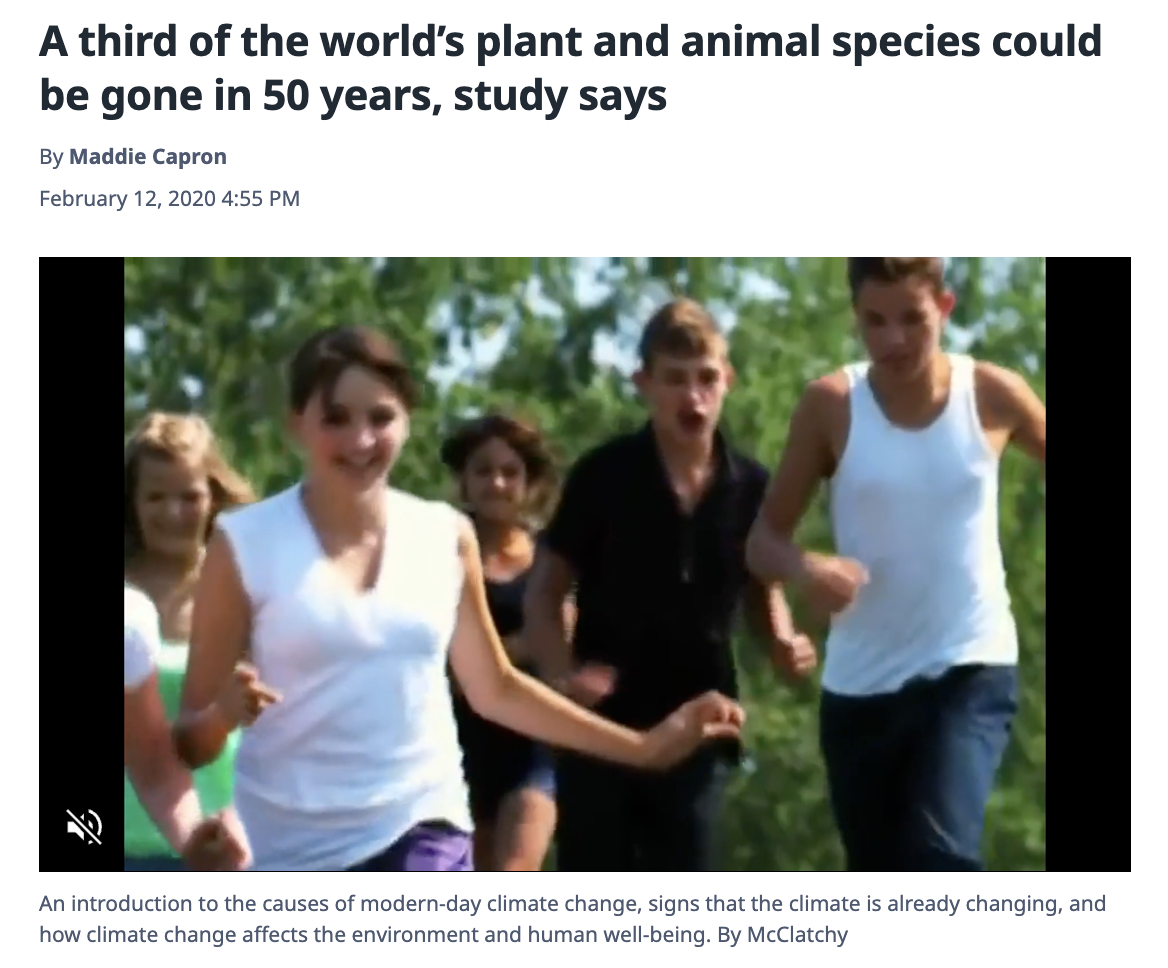 A third of the world’s plant and animal species could
be gone in 50 years, study says
By Maddie Capron
February 12, 2020 4:55 PM
An introduction to the causes of modern-day climate change, signs that the climate is already changing, and
how climate change affects the environment and human well-being. By McClatchy